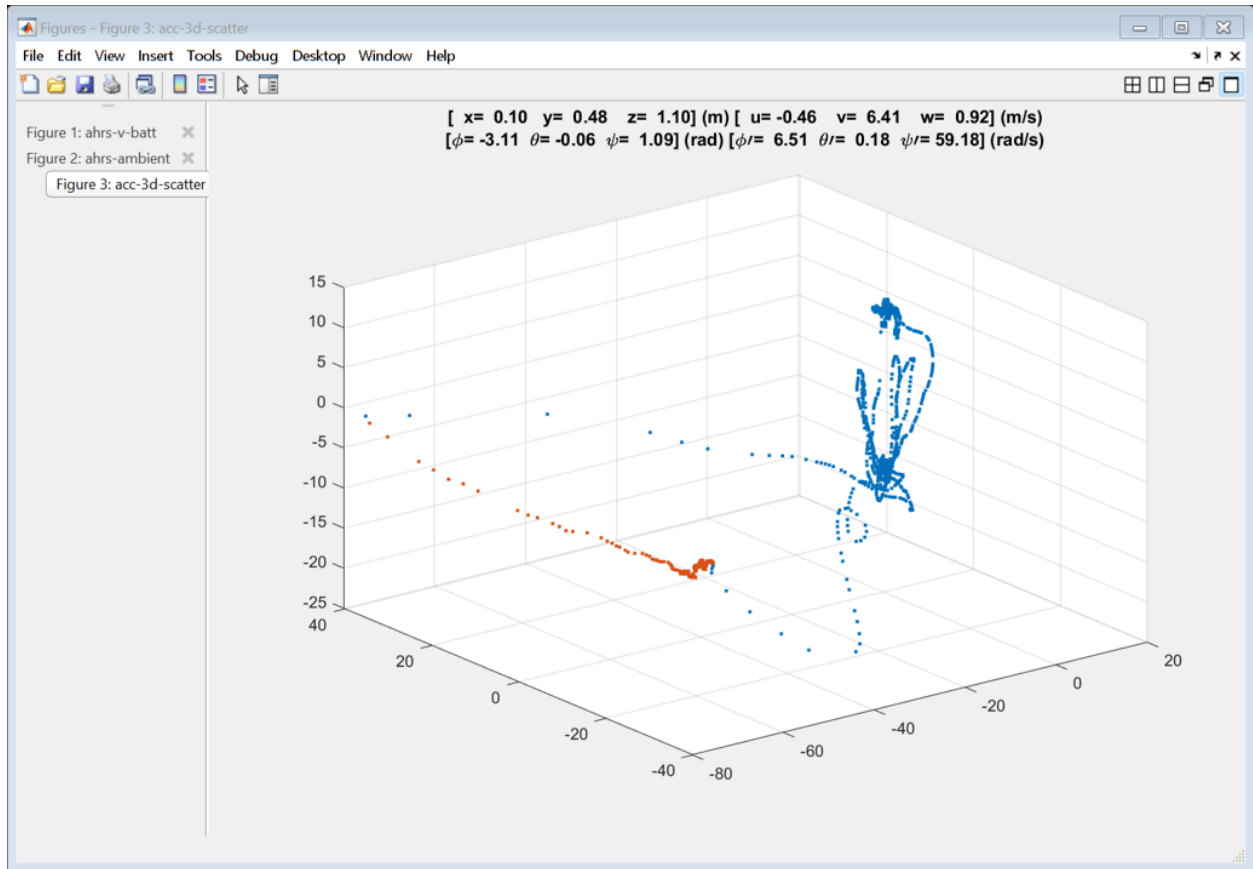 Figures - Figure 3: acc-3d-scatter
File Edit View Insert Tools Debug Desktop Window Help
Figure 1: ahrs-v-batt
Figure 2: ahrs-ambient
Figure 3: acc-3d-scatter
[ x= 0.10 y= 0.48 z= 1.10] (m) [ u= -0.46 v= 6.41 w= 0.92] (m/s)
[ϕ= -3.11 θ= -0.06 ψ= 1.09] (rad) [ϕ′= 6.51 θ′= 0.18 ψ′= 59.18] (rad/s)
15
10
5
0
-5
-10
-15
-20
-25
40
20
0
-20
-40
-80
-60
-40
-20
0
20